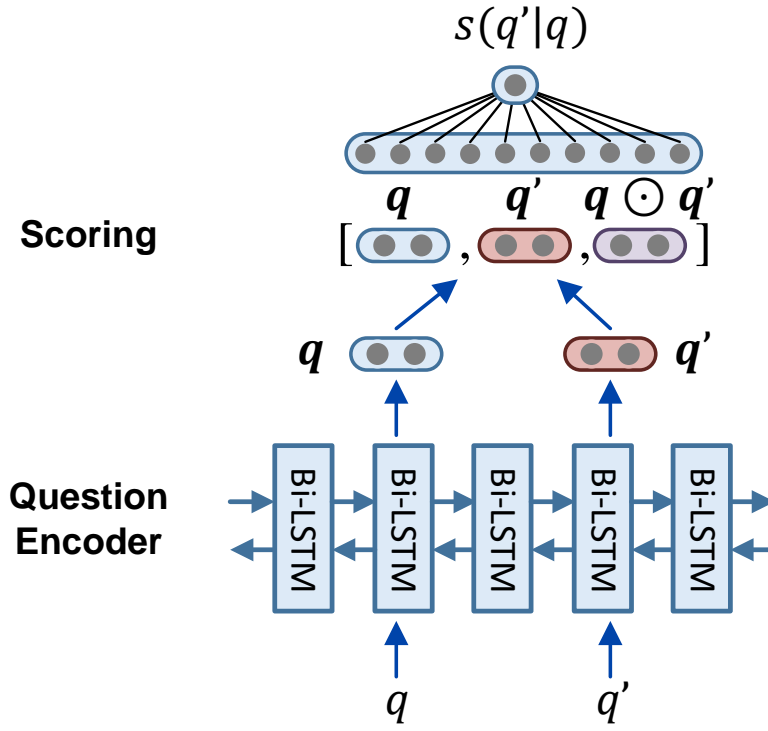 s(q'|q)
q q' q ⊙ q'
Scoring
[ , , ]
q q'
Question
Encoder
Bi-LSTM Bi-LSTM Bi-LSTM Bi-LSTM Bi-LSTM
q q'